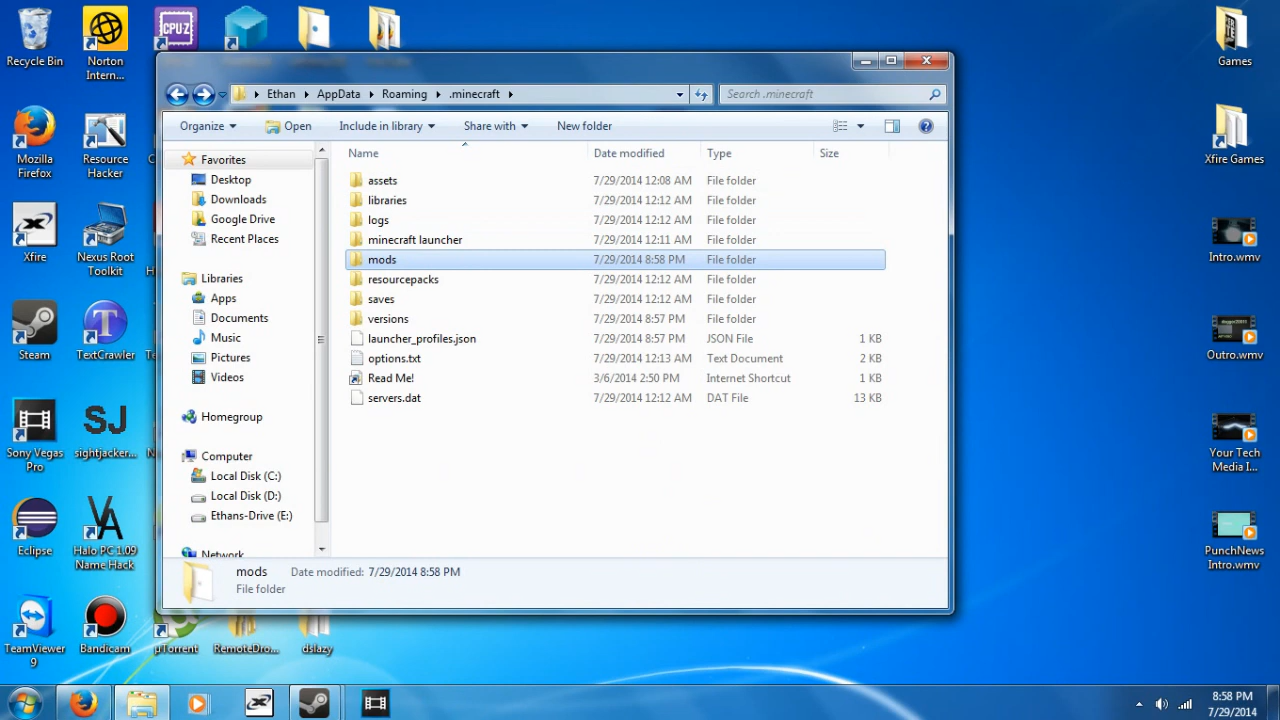 Recycle Bin
Norton
Intern...
CPU-Z
Mozilla
Firefox
Resource
Hacker
Xfire
Nexus Root
Toolkit
Steam
TextCrawler
Sony Vegas
Pro
SJ
sightjacker...
Eclipse
VA
Halo PC 1.09
Name Hack
TeamViewer
9
Bandicam
µTorrent
RemoteDro...
dslazy
Ethan
AppData
Roaming
.minecraft
Search .minecraft
Organize
Open
Include in library
Share with
New folder
Favorites
Desktop
Downloads
Google Drive
Recent Places
Libraries
Apps
Documents
Music
Pictures
Videos
Homegroup
Computer
Local Disk (C:)
Local Disk (D:)
Ethans-Drive (E:)
Network
Name Date modified Type Size
assets 7/29/2014 12:08 AM File folder
libraries 7/29/2014 12:12 AM File folder
logs 7/29/2014 12:12 AM File folder
minecraft launcher 7/29/2014 12:11 AM File folder
mods 7/29/2014 8:58 PM File folder
resourcepacks 7/29/2014 12:12 AM File folder
saves 7/29/2014 12:12 AM File folder
versions 7/29/2014 8:57 PM File folder
launcher_profiles.json 7/29/2014 8:57 PM JSON File 1 KB
options.txt 7/29/2014 12:13 AM Text Document 2 KB
Read Me! 3/6/2014 2:50 PM Internet Shortcut 1 KB
servers.dat 7/29/2014 12:12 AM DAT File 13 KB
mods Date modified: 7/29/2014 8:58 PM
File folder
Games
Xfire Games
Intro.wmv
Outro.wmv
Your Tech
Media I...
PunchNews
Intro.wmv
8:58 PM
7/29/2014